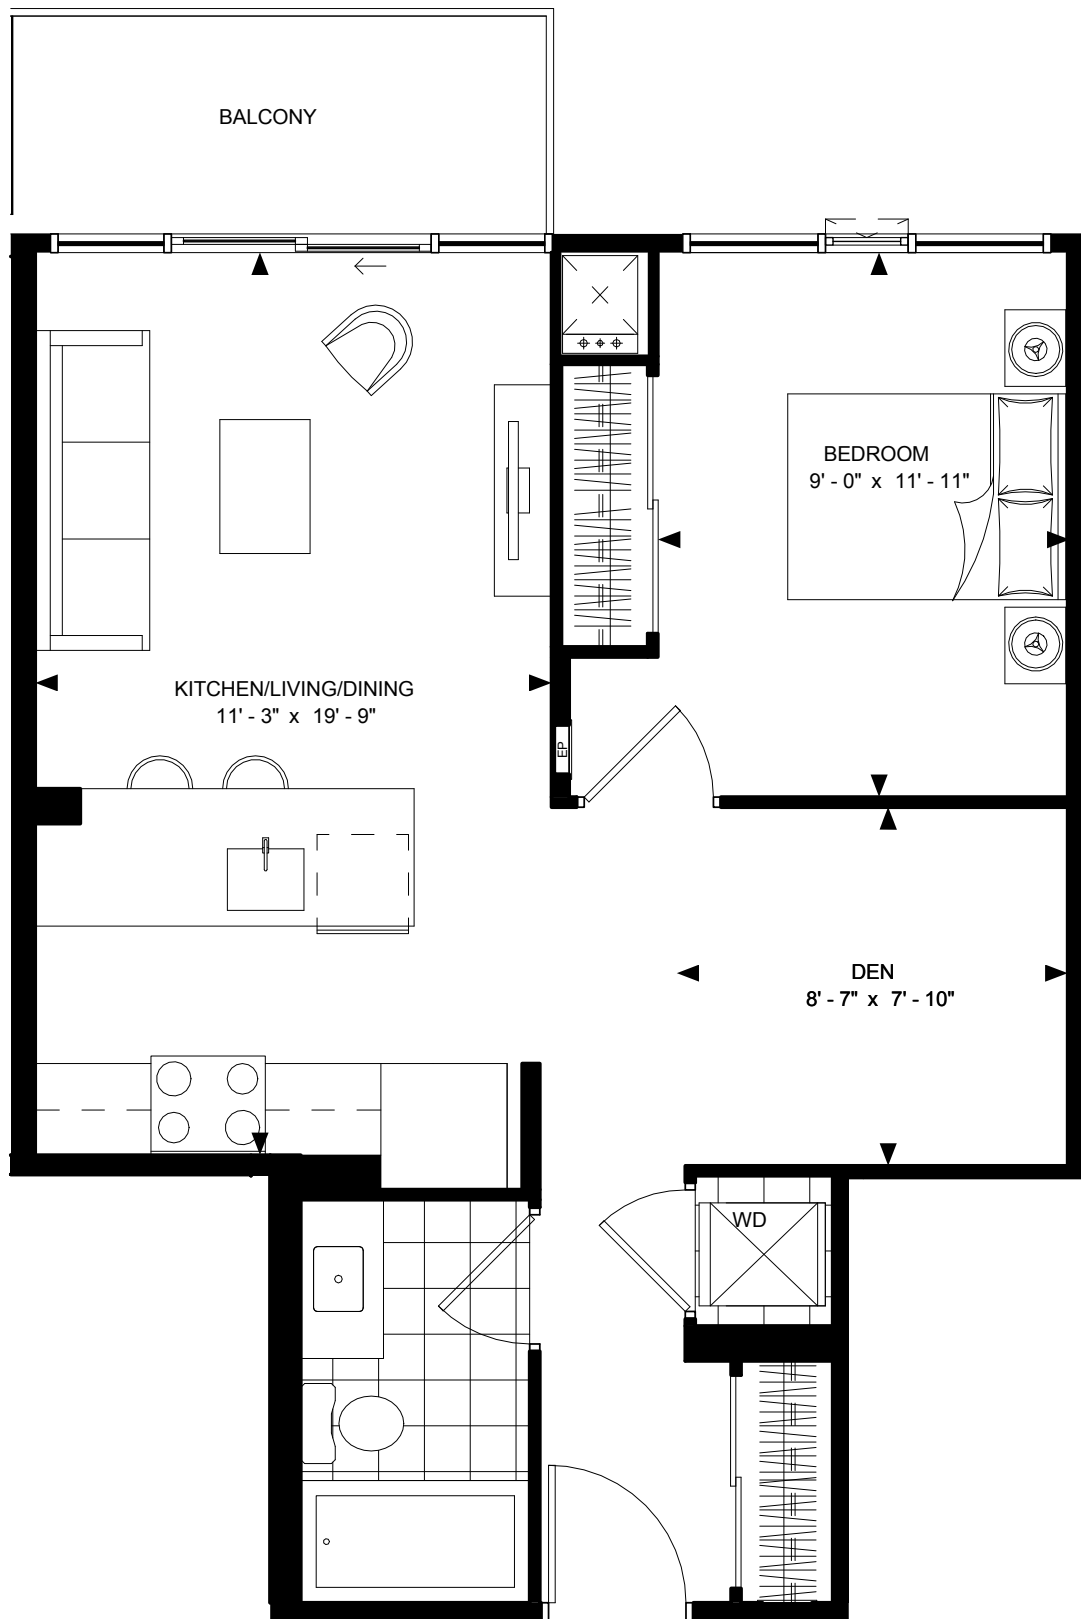 BALCONY
BEDROOM
9' - 0" x 11' - 11"
KITCHEN/LIVING/DINING
11' - 3" x 19' - 9"
EP
DEN
8' - 7" x 7' - 10"
WD